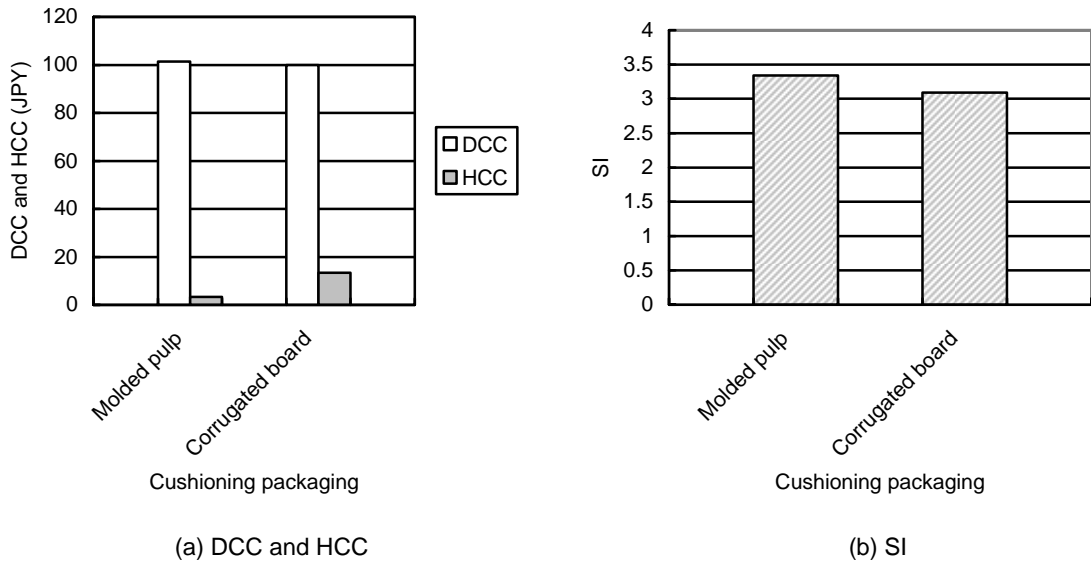 120
100
80
60
40
20
0
DCC and HCC (JPY)
DCC
HCC
Molded pulp
Corrugated board
Cushioning packaging
(a) DCC and HCC
4
3.5
3
2.5
2
1.5
1
0.5
0
SI
Molded pulp
Corrugated board
Cushioning packaging
(b) SI